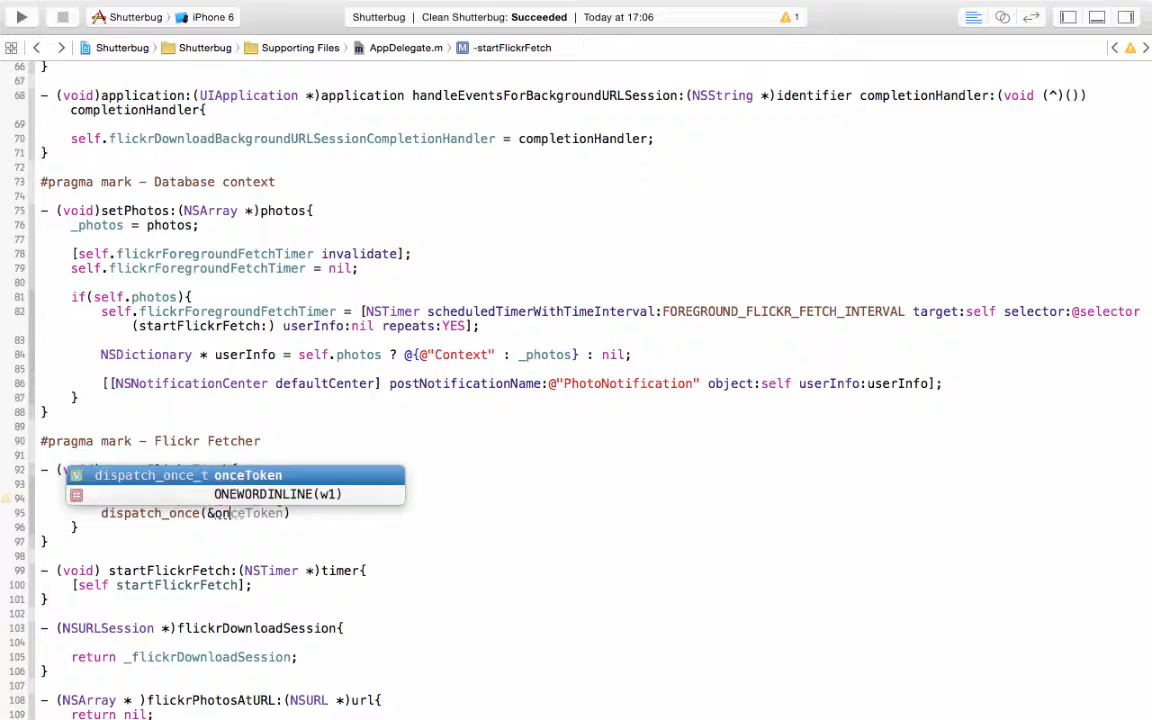 Shutterbug iPhone 6 Shutterbug | Clean Shutterbug: Succeeded | Today at 17:06 1
Shutterbug Shutterbug Supporting Files AppDelegate.m M -startFlickrFetch
66 }
67
68 - (void)application:(UIApplication *)application handleEventsForBackgroundURLSession:(NSString *)identifier completionHandler:(void (^)())
completionHandler{
69
70 self.flickrDownloadBackgroundURLSessionCompletionHandler = completionHandler;
71 }
72
73 #pragma mark - Database context
74
75 - (void)setPhotos:(NSArray *)photos{
76 _photos = photos;
77
78 [self.flickrForegroundFetchTimer invalidate];
79 self.flickrForegroundFetchTimer = nil;
80
81 if(self.photos){
82 self.flickrForegroundFetchTimer = [NSTimer scheduledTimerWithTimeInterval:FOREGROUND_FLICKR_FETCH_INTERVAL target:self selector:@selector
(startFlickrFetch:) userInfo:nil repeats:YES];
83
84 NSDictionary * userInfo = self.photos ? @{@"Context" : _photos} : nil;
85
86 [[NSNotificationCenter defaultCenter] postNotificationName:@"PhotoNotification" object:self userInfo:userInfo];
87 }
88 }
89
90 #pragma mark - Flickr Fetcher
91
92 - (v
93 V dispatch_once_t onceToken
94 # ONEWORDINLINE(w1)
95 dispatch_once(&onceToken)
96 }
97 }
98
99 - (void) startFlickrFetch:(NSTimer *)timer{
100 [self startFlickrFetch];
101 }
102
103 - (NSURLSession *)flickrDownloadSession{
104
105 return _flickrDownloadSession;
106 }
107
108 - (NSArray * )flickrPhotosAtURL:(NSURL *)url{
109 return nil;